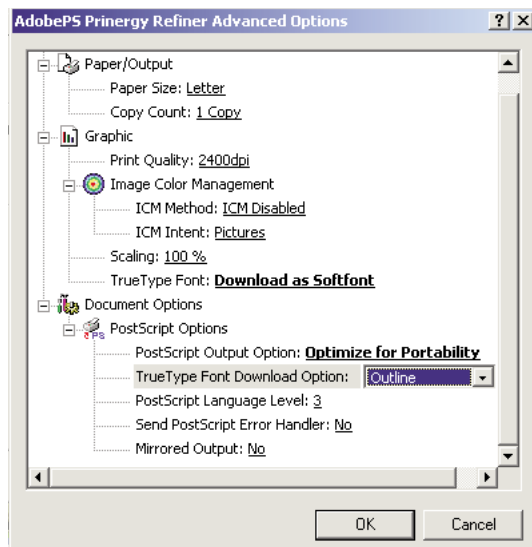 AdobePS Prinergy Refiner Advanced Options
Paper/Output
Paper Size: Letter
Copy Count: 1 Copy
Graphic
Print Quality: 2400dpi
Image Color Management
ICM Method: ICM Disabled
ICM Intent: Pictures
Scaling: 100 %
TrueType Font: Download as Softfont
Document Options
PostScript Options
PostScript Output Option: Optimize for Portability
TrueType Font Download Option: Outline
PostScript Language Level: 3
Send PostScript Error Handler: No
Mirrored Output: No
OK Cancel